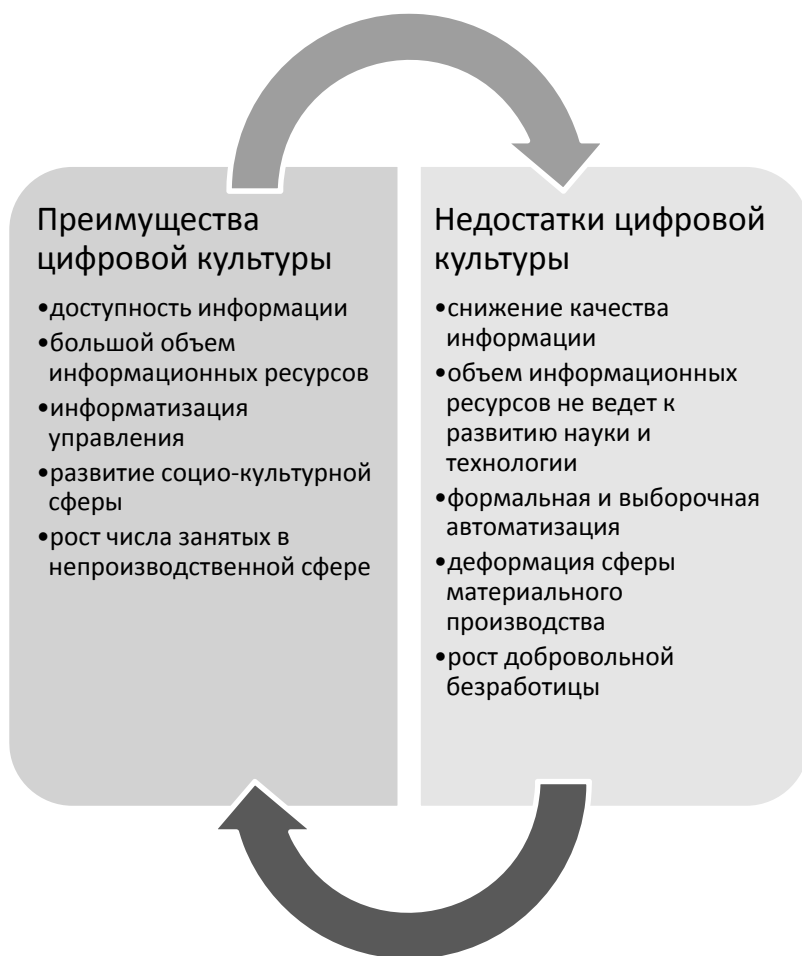 Преимущества
цифровой культуры
•доступность информации
•большой объем
информационных ресурсов
•информатизация
управления
•развитие социо-культурной
сферы
•рост числа занятых в
непроизводственной сфере
Недостатки цифровой
культуры
•снижение качества
информации
•объем информационных
ресурсов не ведет к
развитию науки и
технологии
•формальная и выборочная
автоматизация
•деформация сферы
материального
производства
•рост добровольной
безработицы